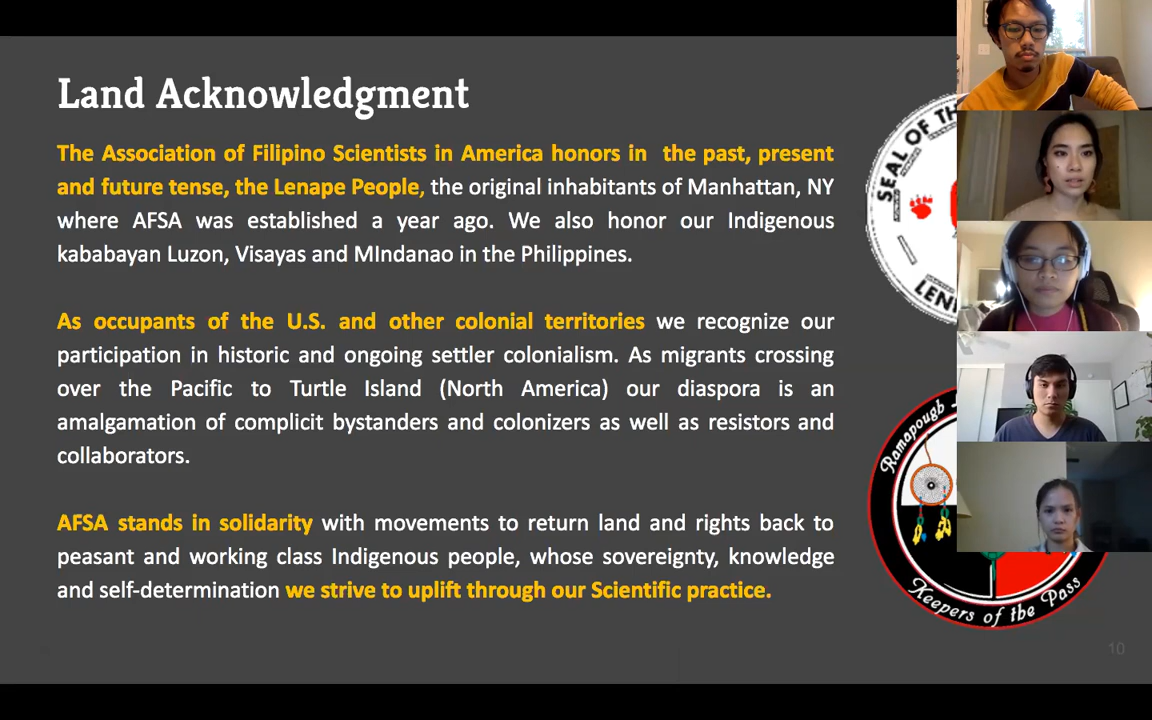 Land Acknowledgment
The Association of Filipino Scientists in America honors in the past, present
and future tense, the Lenape People, the original inhabitants of Manhattan, NY
where AFSA was established a year ago. We also honor our Indigenous
kababayan Luzon, Visayas and MIndanao in the Philippines.
As occupants of the U.S. and other colonial territories we recognize our
participation in historic and ongoing settler colonialism. As migrants crossing
over the Pacific to Turtle Island (North America) our diaspora is an
amalgamation of complicit bystanders and colonizers as well as resistors and
collaborators.
AFSA stands in solidarity with movements to return land and rights back to
peasant and working class Indigenous people, whose sovereignty, knowledge
and self-determination we strive to uplift through our Scientific practice.
SEAL OF THE
Ramapough
Keepers of the Pass
10